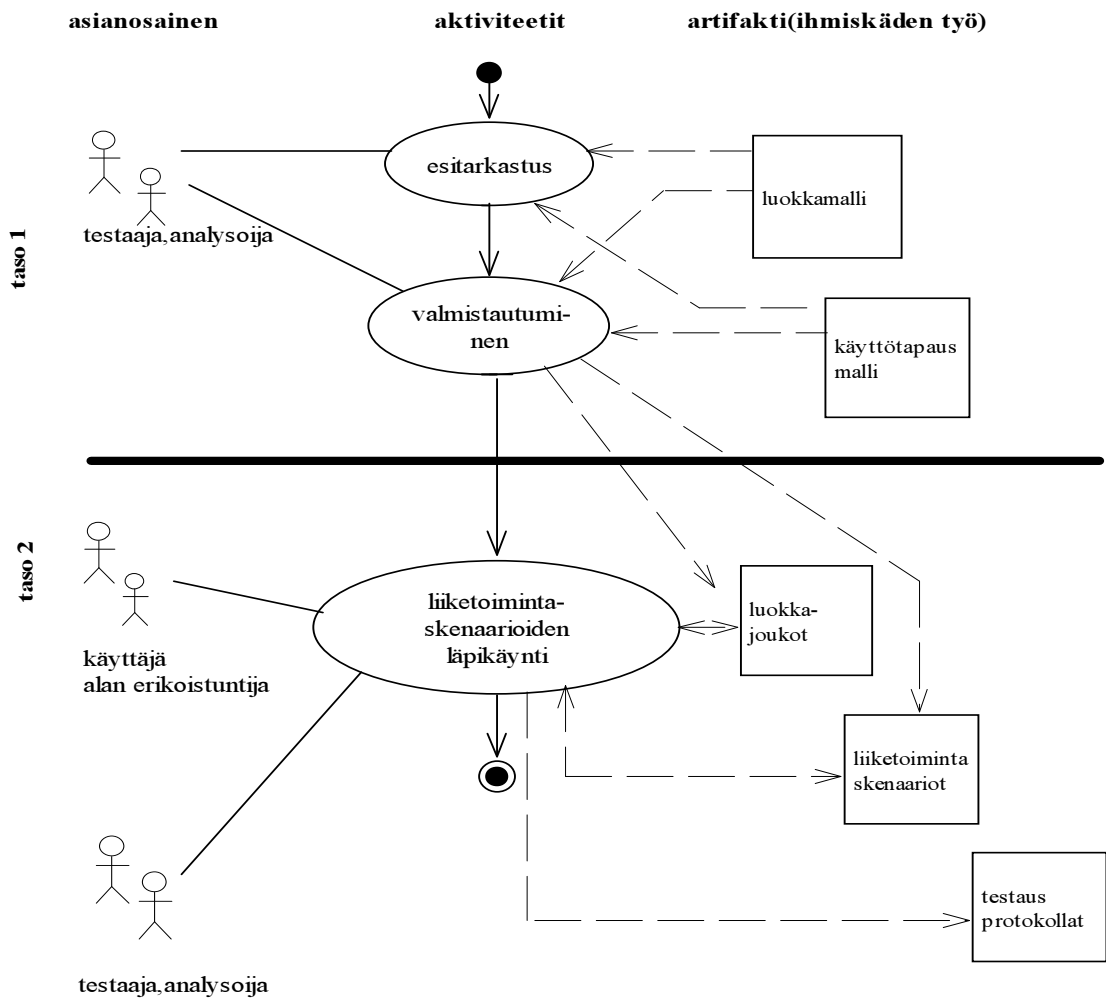 asianosainen
aktiviteetit
artifakti(ihmiskäden työ)
taso 1
esitarkastus
luokkamalli
testaaja,analysoija
valmistautumi-
nen
käyttötapaus
malli
taso 2
liiketoiminta-
skenaarioiden
läpikäynti
luokka-
joukot
käyttäjä
alan erikoistuntija
liiketoiminta
skenaariot
testaus
protokollat
testaaja,analysoija